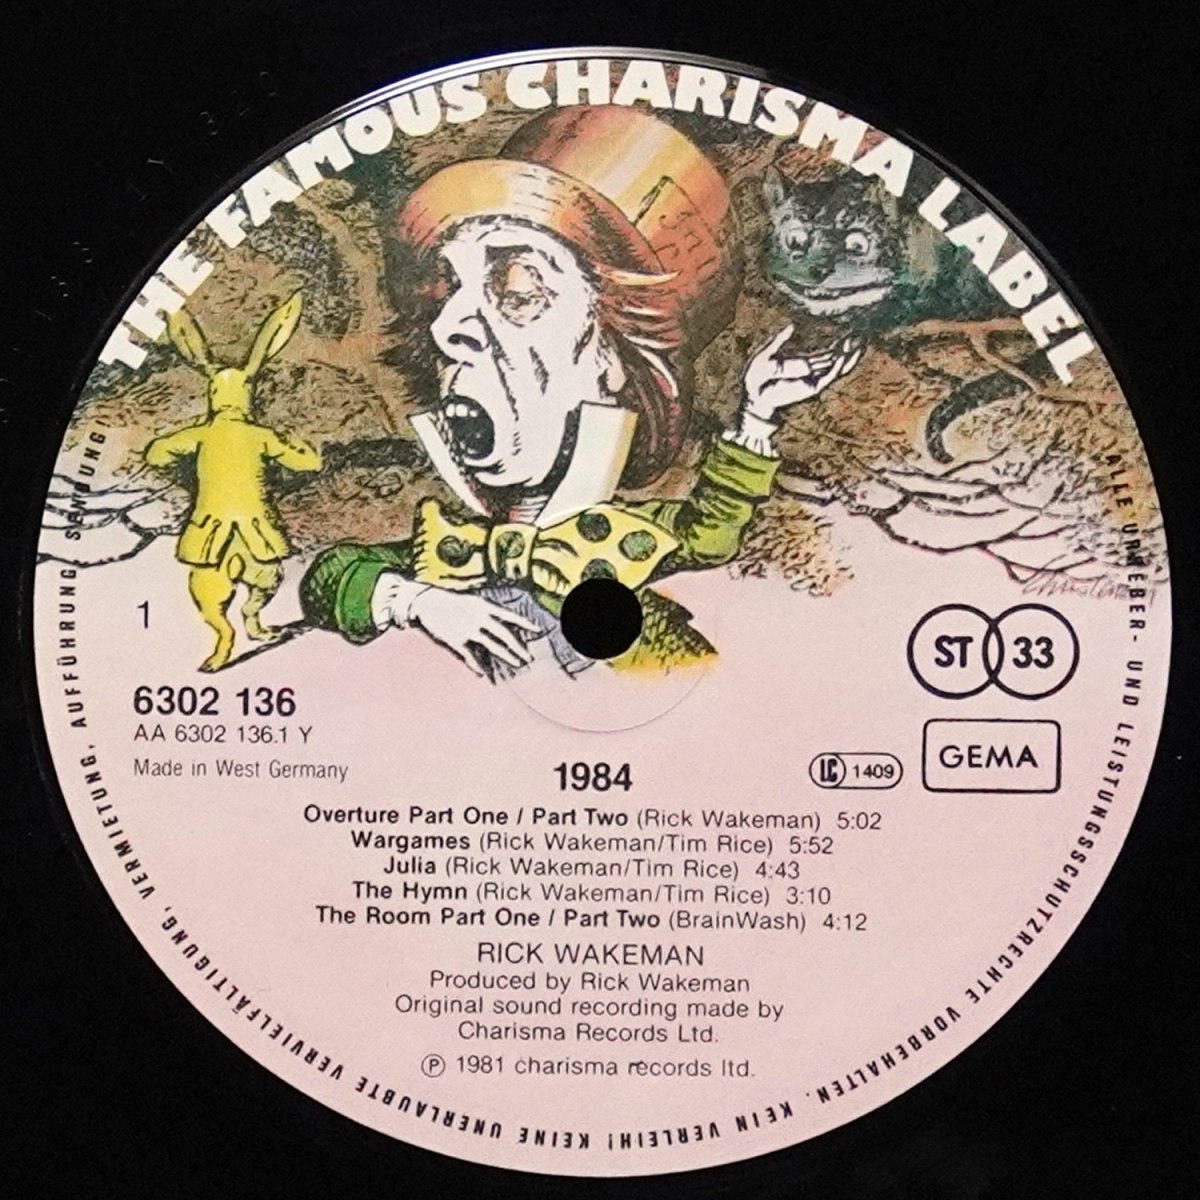 THE FAMOUS CHARISMA LABEL
1
6302 136
AA 6302 136.1 Y
Made in West Germany
ST 33
GEMA
LC 1409
1984
Overture Part One / Part Two (Rick Wakeman) 5:02
Wargames (Rick Wakeman/Tim Rice) 5:52
Julia (Rick Wakeman/Tim Rice) 4:43
The Hymn (Rick Wakeman/Tim Rice) 3:10
The Room Part One / Part Two (BrainWash) 4:12
RICK WAKEMAN
Produced by Rick Wakeman
Original sound recording made by
Charisma Records Ltd.
℗ 1981 charisma records ltd.
ALLE URHEBER- UND LEISTUNGSSCHUTZRECHTE VORBEHALTEN. KEIN VERLEIH! KEINE UNERLAUBTE VERVIELFÄLTIGUNG, VERMIETUNG, AUFFÜHRUNG, SENDUNG!